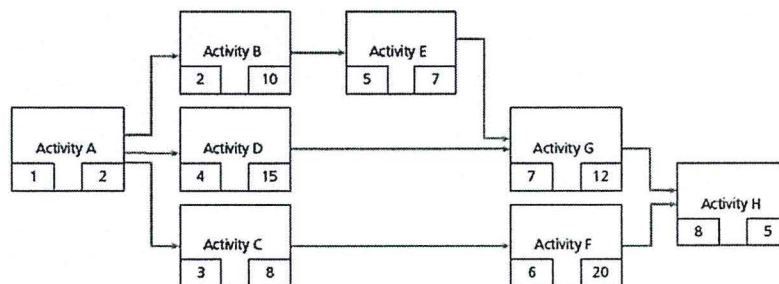 Activity B
2 10
Activity E
5 7
Activity A
1 2
Activity D
4 15
Activity G
7 12
Activity H
8 5
Activity C
3 8
Activity F
6 20